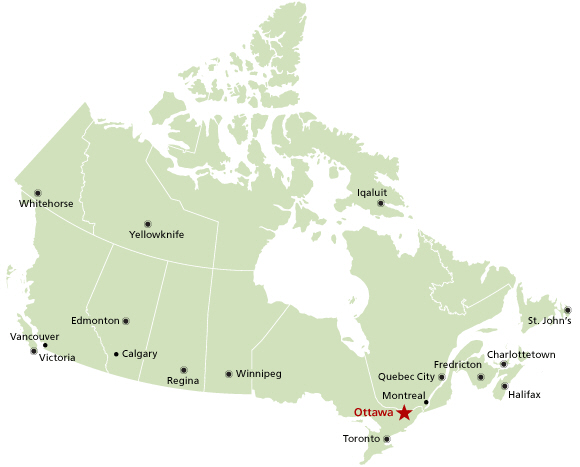 Iqaluit
Whitehorse
Yellowknife
Edmonton
St. John's
Vancouver
Victoria
Calgary
Charlottetown
Fredricton
Regina
Winnipeg
Quebec City
Montreal
Halifax
Ottawa
Toronto